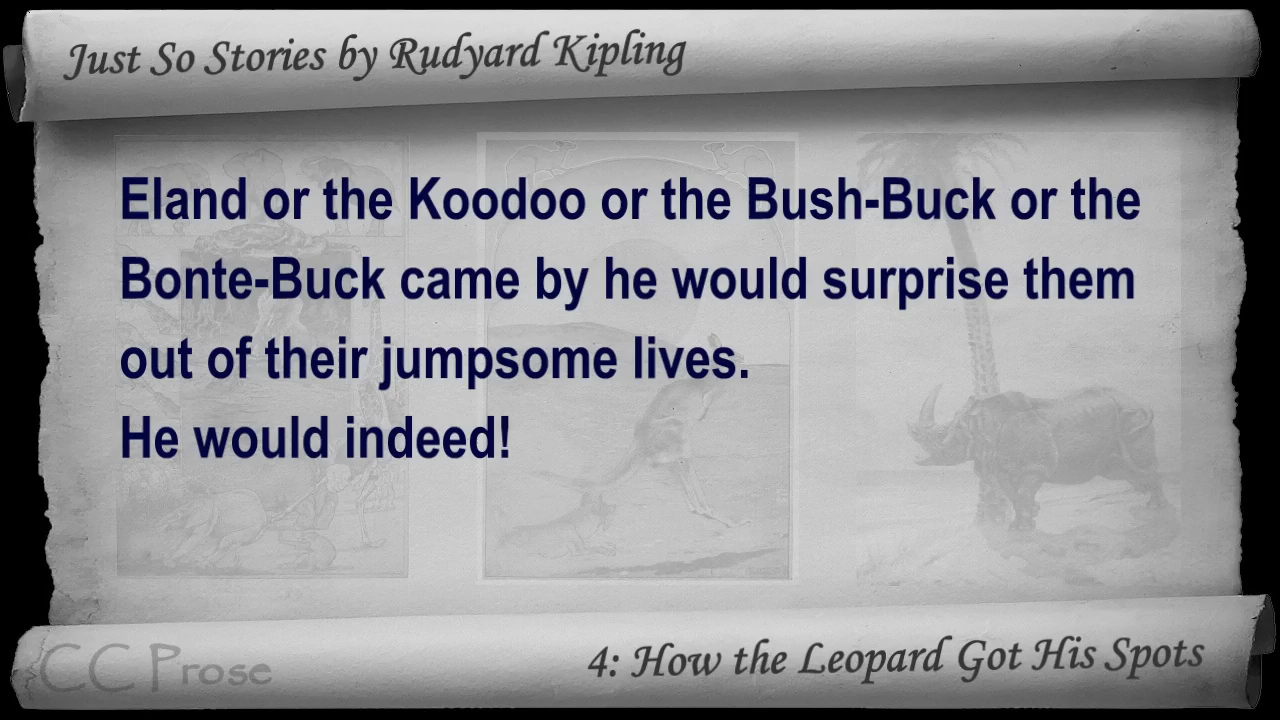 Just So Stories by Rudyard Kipling
Eland or the Koodoo or the Bush-Buck or the
Bonte-Buck came by he would surprise them
out of their jumpsome lives.
He would indeed!
CC Prose
4: How the Leopard Got His Spots